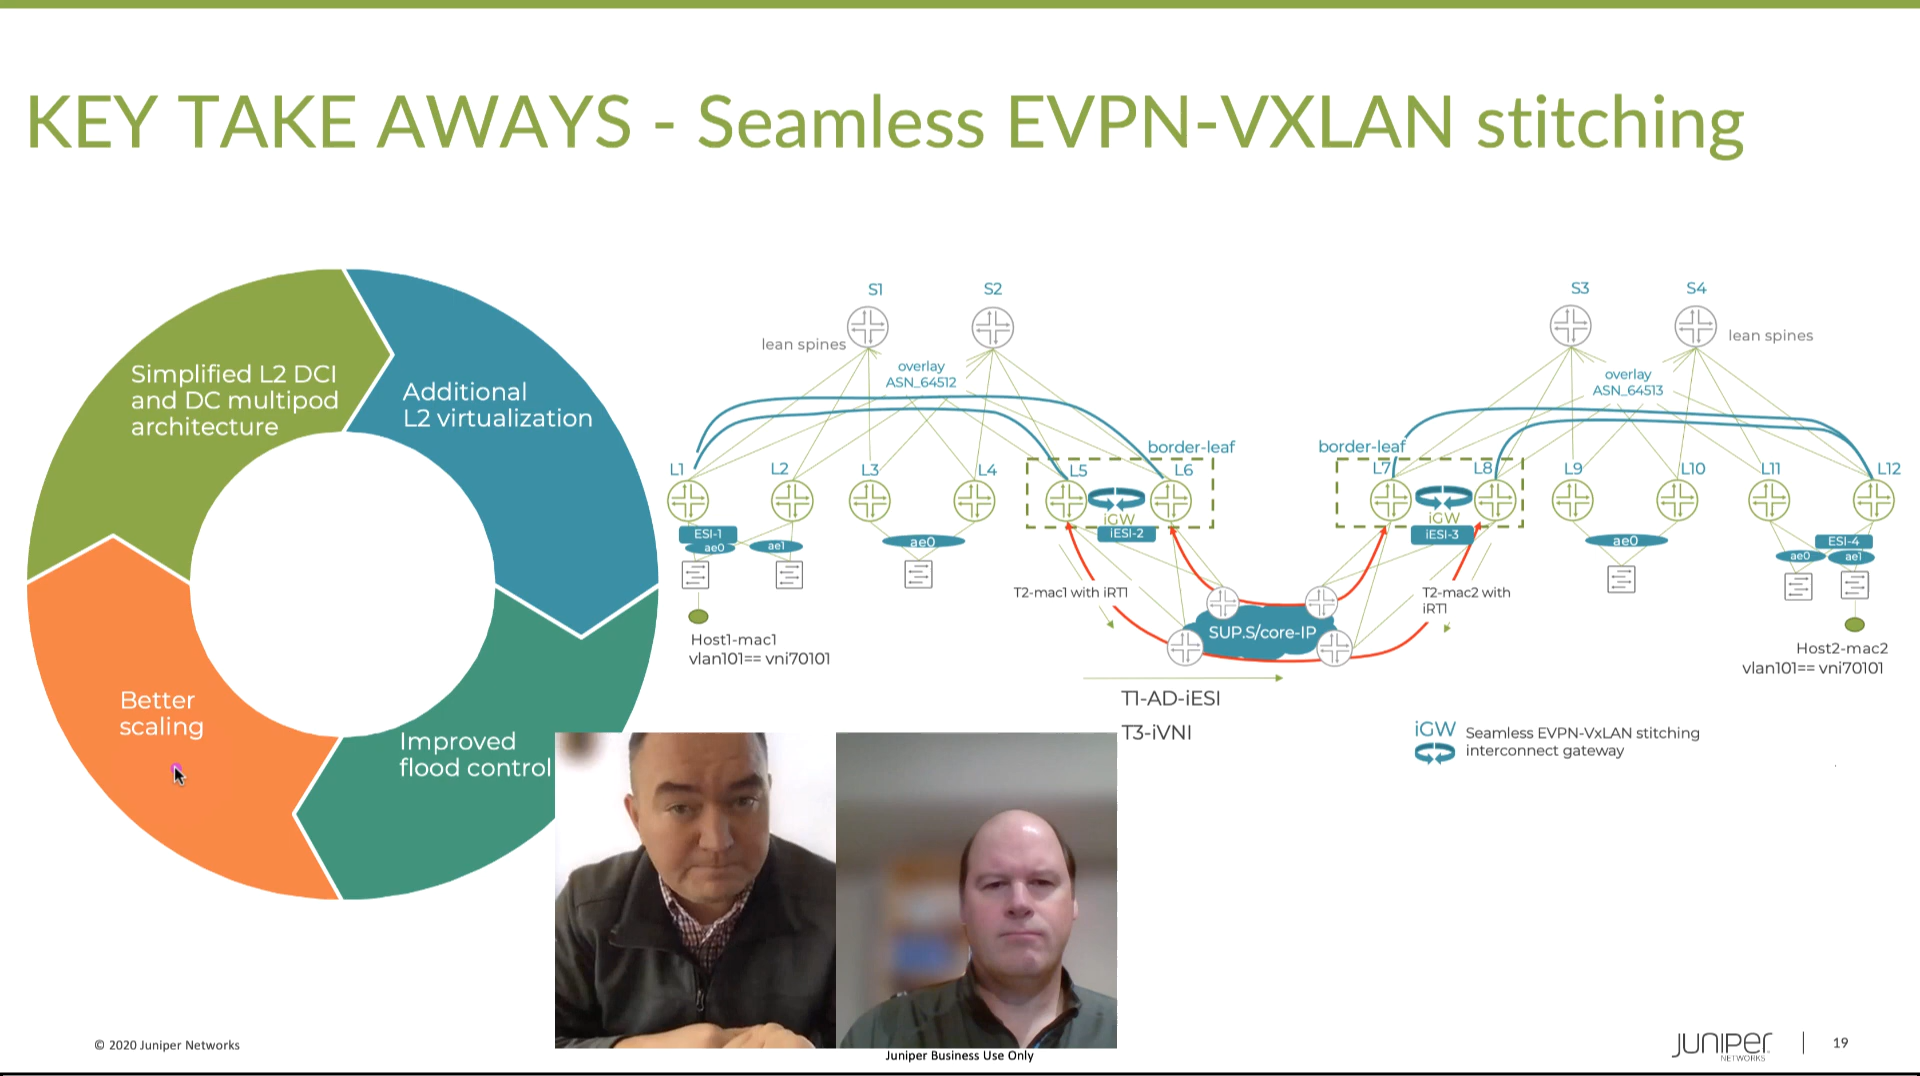 KEY TAKE AWAYS - Seamless EVPN-VXLAN stitching
Simplified L2 DCI
and DC multipod
architecture
Additional
L2 virtualization
Better
scaling
Improved
flood control
S1
S2
lean spines
overlay
ASN_64512
border-leaf
L1
L2
L3
L4
L5
L6
iGW
iESI-2
ESI-1
ae0
ae1
ae0
Host1-mac1
vlan101== vni70101
T2-mac1 with iRT1
SUP.S/core-IP
T1-AD-iESI
T3-iVNI
S3
S4
lean spines
overlay
ASN_64513
border-leaf
L7
L8
L9
L10
L11
L12
iGW
iESI-3
ae0
ESI-4
ae0
ae1
T2-mac2 with
iRT1
Host2-mac2
vlan101== vni70101
iGW
Seamless EVPN-VxLAN stitching
interconnect gateway
© 2020 Juniper Networks
Juniper Business Use Only
JUNIPER
NETWORKS
19